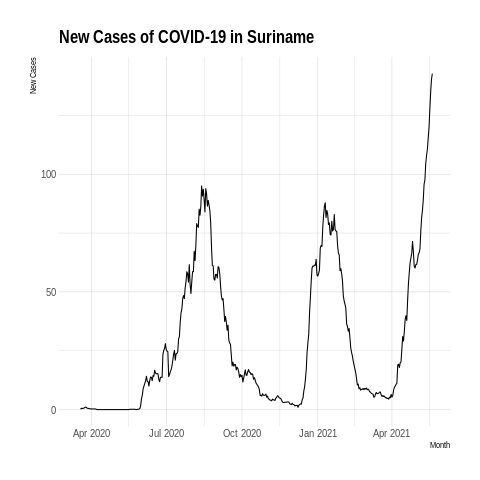 New Cases of COVID-19 in Suriname
New Cases
100
50
0
Apr 2020 Jul 2020 Oct 2020 Jan 2021 Apr 2021
Month